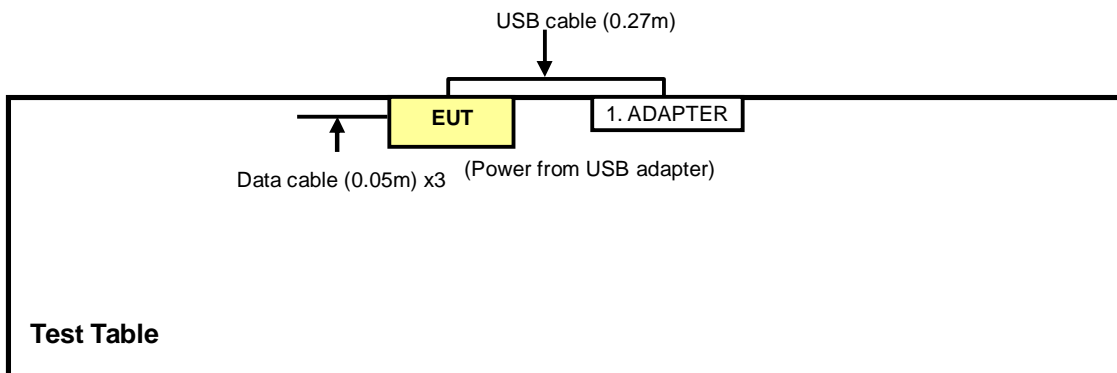 USB cable (0.27m)
EUT
1. ADAPTER
Data cable (0.05m) x3
(Power from USB adapter)
Test Table